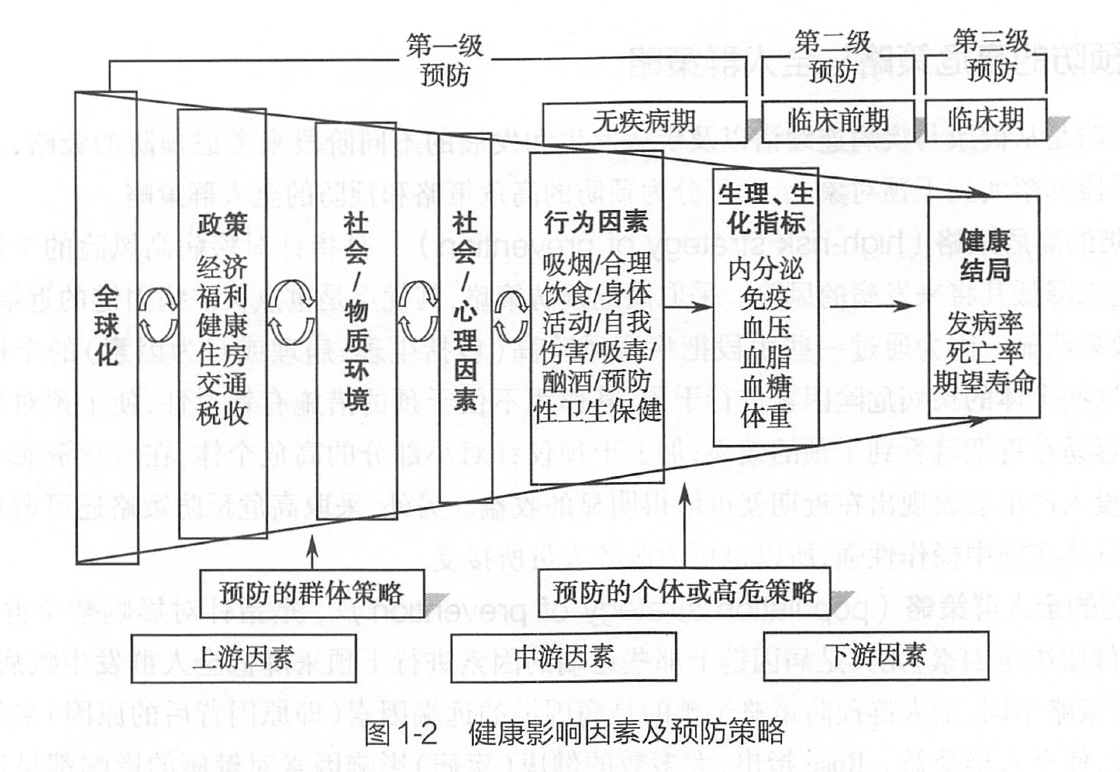 第一级
预防
第二级
预防
第三级
预防
无疾病期
临床前期
临床期
全球化
政策
经济
福利
健康
住房
交通
税收
社会/物质环境
社会/心理因素
行为因素
吸烟/合理
饮食/身体
活动/自我
伤害/吸毒/
酗酒/预防
性卫生保健
生理、生
化指标
内分泌
免疫
血压
血脂
血糖
体重
健康
结局
发病率
死亡率
期望寿命
预防的群体策略
预防的个体或高危策略
上游因素
中游因素
下游因素
图1-2 健康影响因素及预防策略